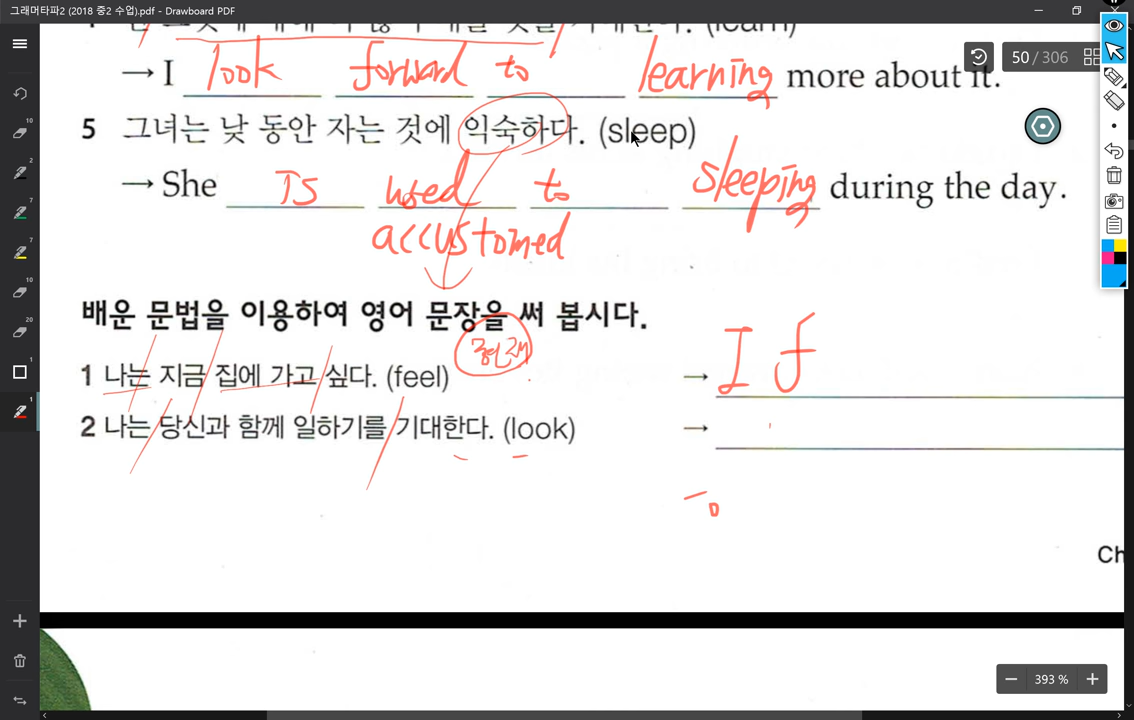 그래머타파2 (2018 중2 수업).pdf - Drawboard PDF
50 / 306
→ I look forward to learning more about it.
5 그녀는 낮 동안 자는 것에 익숙하다. (sleep)
→ She is used to sleeping during the day.
accustomed
배운 문법을 이용하여 영어 문장을 써 봅시다.
현재
1 나는 지금 집에 가고 싶다. (feel) → I f
2 나는 당신과 함께 일하기를 기대한다. (look) →
Ch
393 %